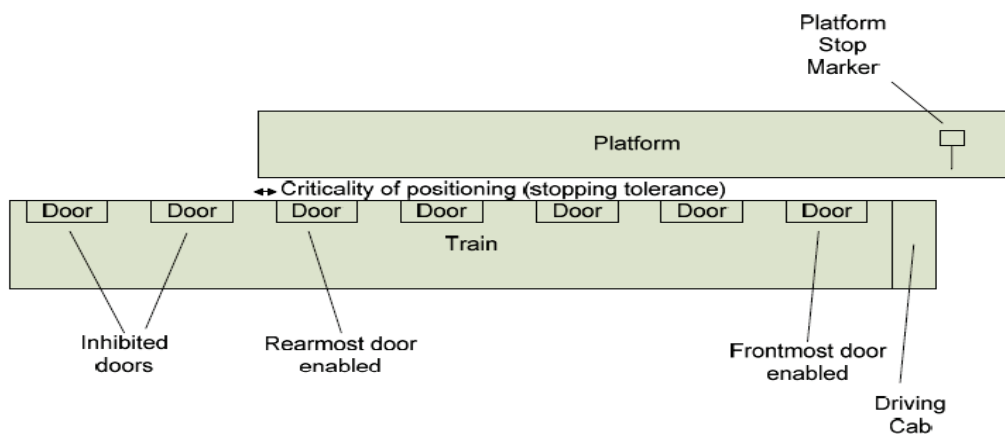 Platform
Stop
Marker
Platform
Criticality of positioning (stopping tolerance)
Door
Door
Door
Door
Door
Door
Door
Train
Inhibited
doors
Rearmost door
enabled
Frontmost door
enabled
Driving
Cab